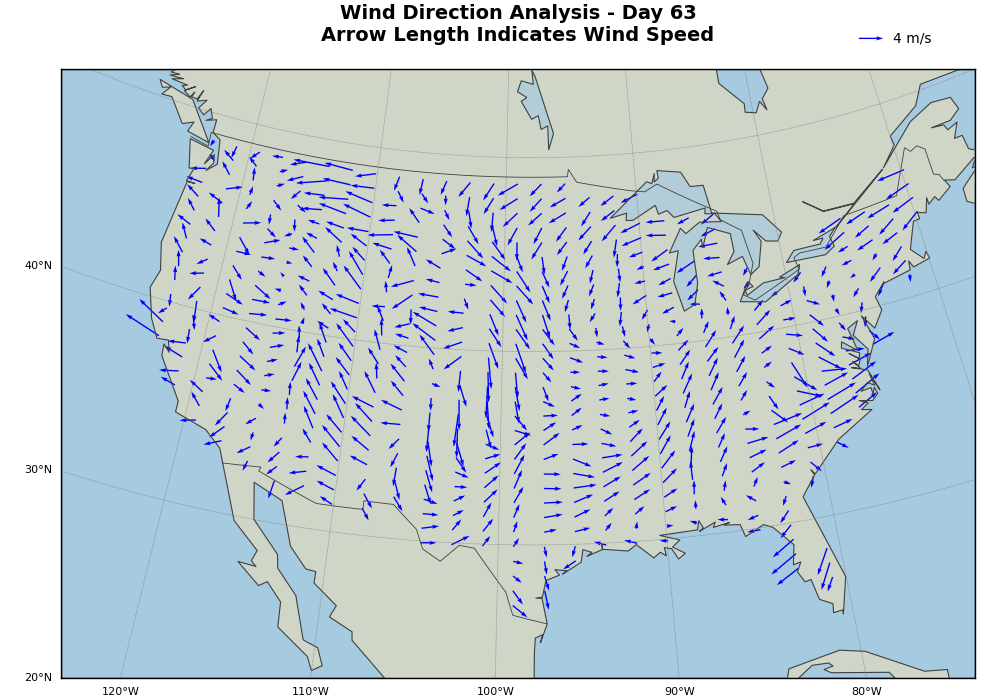 Wind Direction Analysis - Day 63
Arrow Length Indicates Wind Speed
4 m/s
40°N
30°N
20°N
120°W
110°W
100°W
90°W
80°W